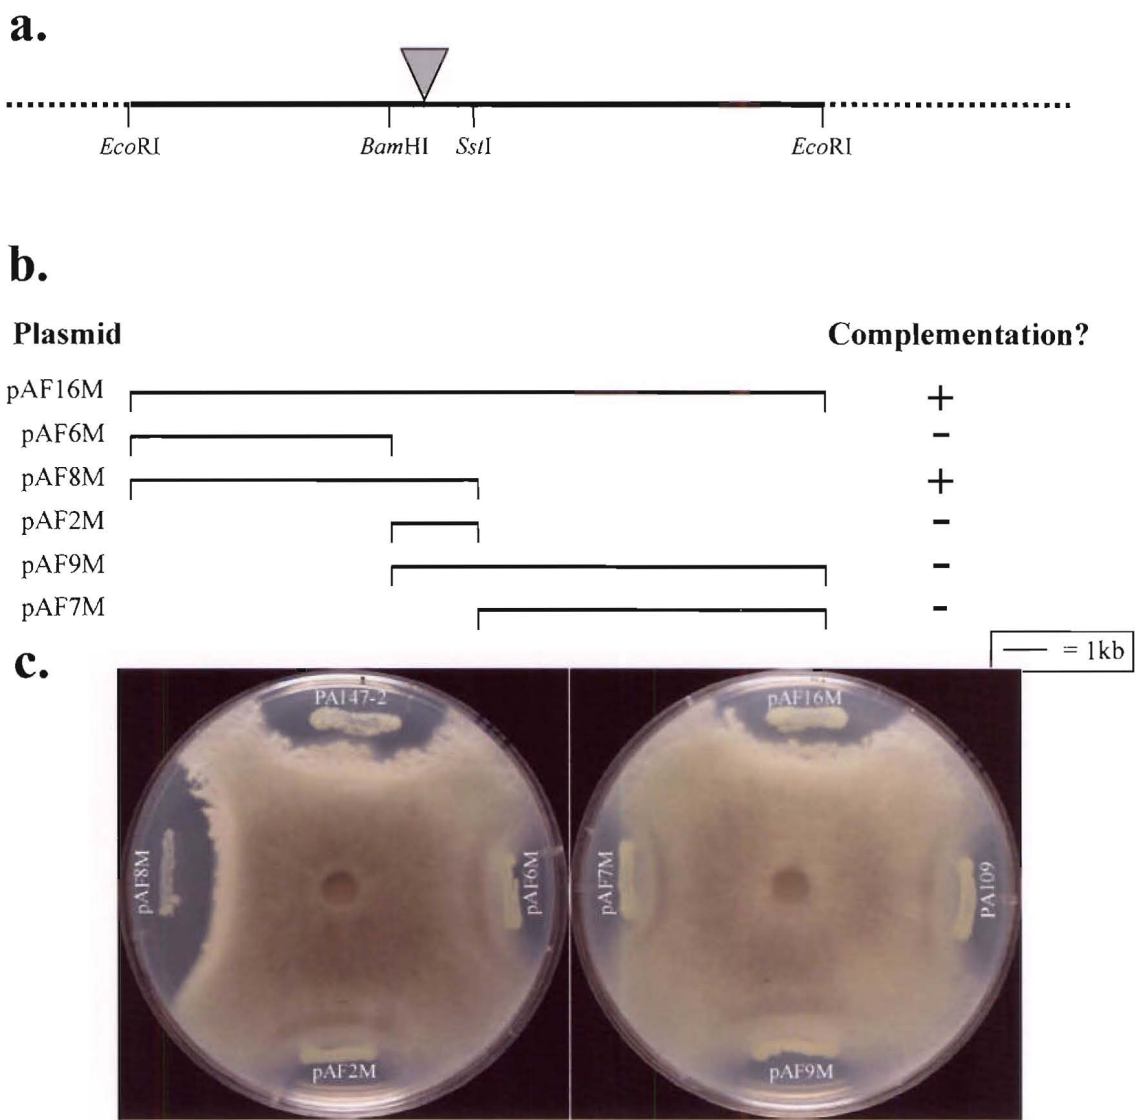 a.
EcoRI BamHI SstI EcoRI
b.
Plasmid Complementation?
pAF16M +
pAF6M -
pAF8M +
pAF2M -
pAF9M -
pAF7M -
= 1kb
c.
PA147-2 pAF16M
pAF8M pAF6M pAF7M PA109
pAF2M pAF9M